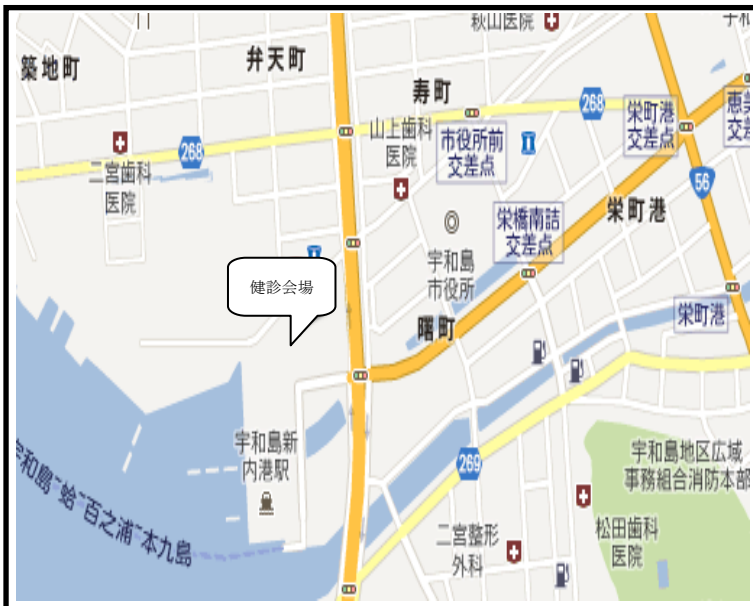 萩山医院
築地町
弁天町
寿町
268
山上歯科
医院
市役所前
交差点
栄町港
交差点
268
二宮歯科
医院
56
栄橋南詰
交差点
栄町港
宇和島
市役所
健診会場
曙町
栄町港
宇和島新
内港駅
269
宇和島地区広域
事務組合消防本部
宇和島-蛤-百之浦-本九島
二宮整形
外科
松田歯科
医院